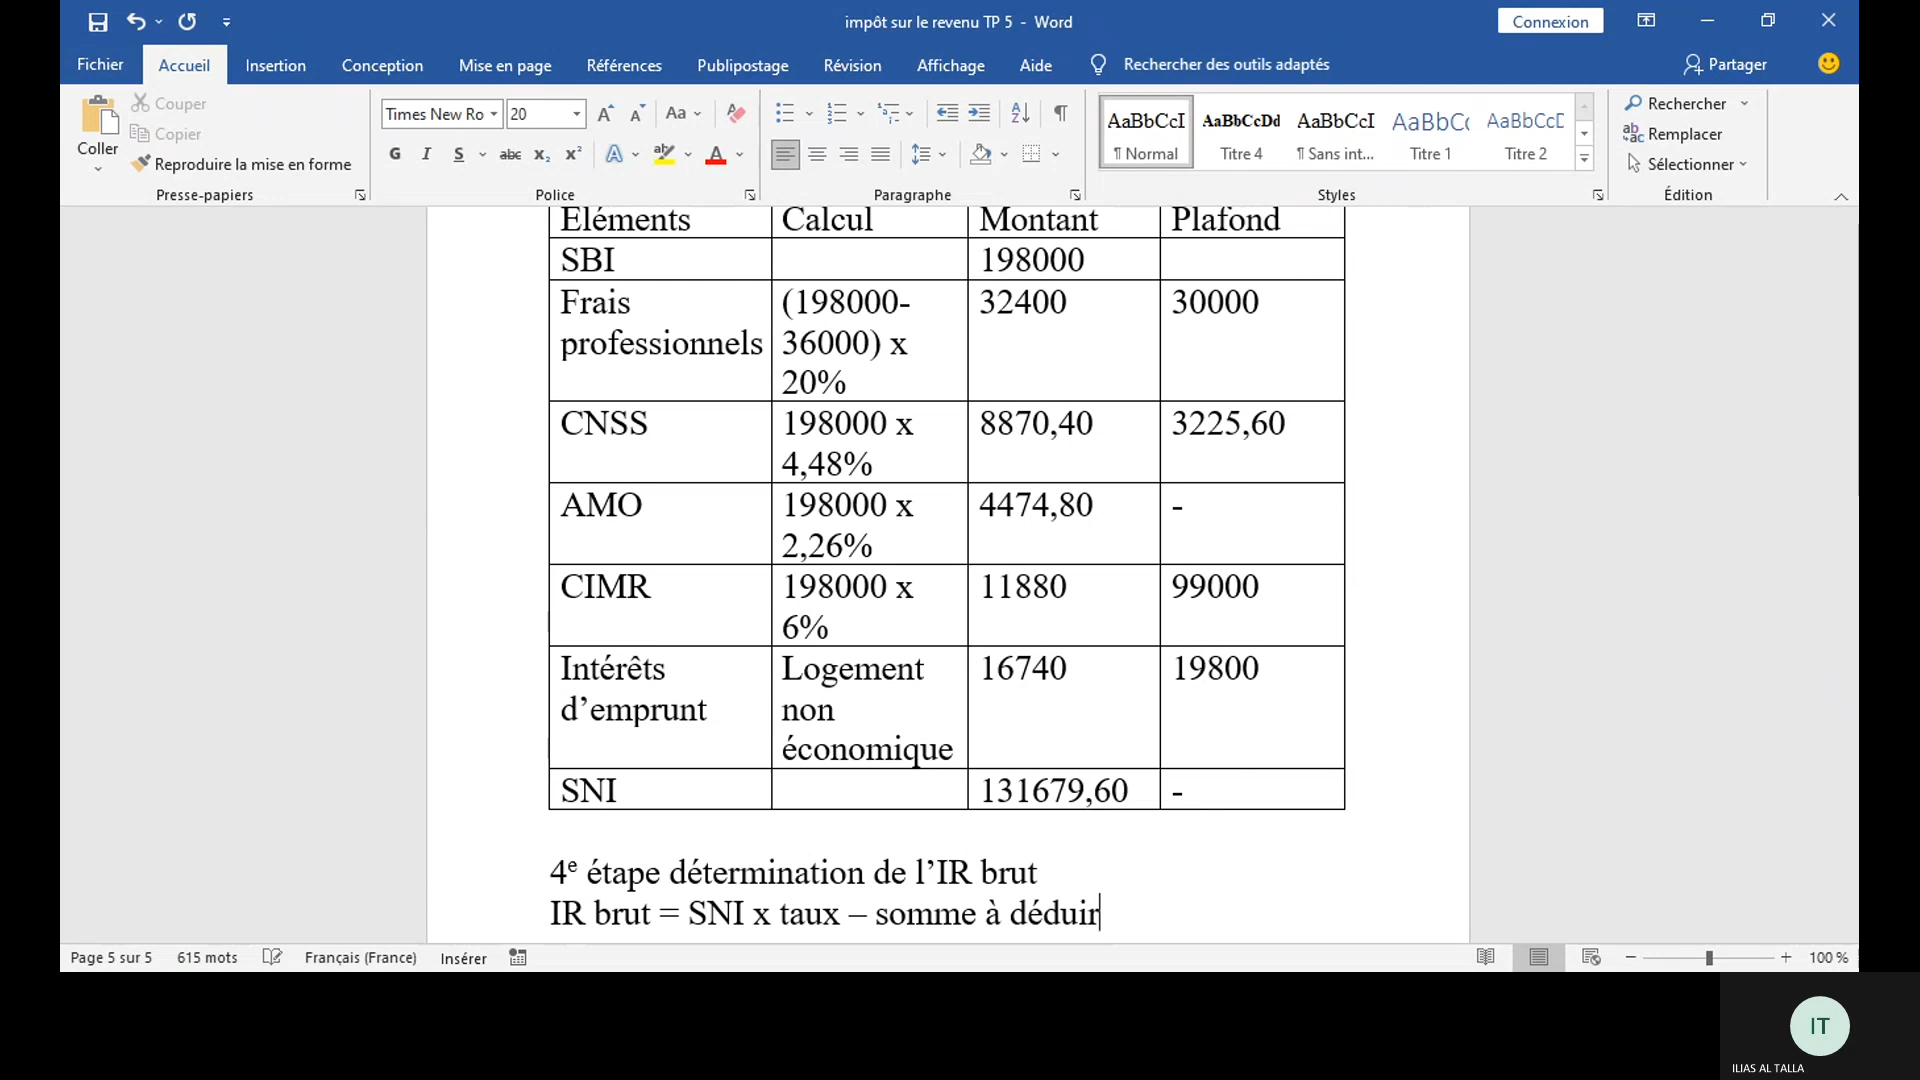 impôt sur le revenu TP 5 - Word
Connexion
Fichier Accueil Insertion Conception Mise en page Références Publipostage Révision Affichage Aide Rechercher des outils adaptés Partager
Coller
Couper
Copier
Reproduire la mise en forme
Presse-papiers
Times New Ro 20
G I S abc x₂ x²
Police
Paragraphe
AaBbCcI AaBbCcDd AaBbCcI AaBbC AaBbCcD
¶ Normal Titre 4 ¶ Sans int... Titre 1 Titre 2
Styles
Rechercher
Remplacer
Sélectionner
Édition
Eléments Calcul Montant Plafond
SBI 198000
Frais professionnels (198000-36000) x 20% 32400 30000
CNSS 198000 x 4,48% 8870,40 3225,60
AMO 198000 x 2,26% 4474,80 -
CIMR 198000 x 6% 11880 99000
Intérêts d’emprunt Logement non économique 16740 19800
SNI 131679,60 -
4e étape détermination de l’IR brut
IR brut = SNI x taux – somme à déduir
Page 5 sur 5 615 mots Français (France) Insérer 100 %
IT
ILIAS AL TALLA